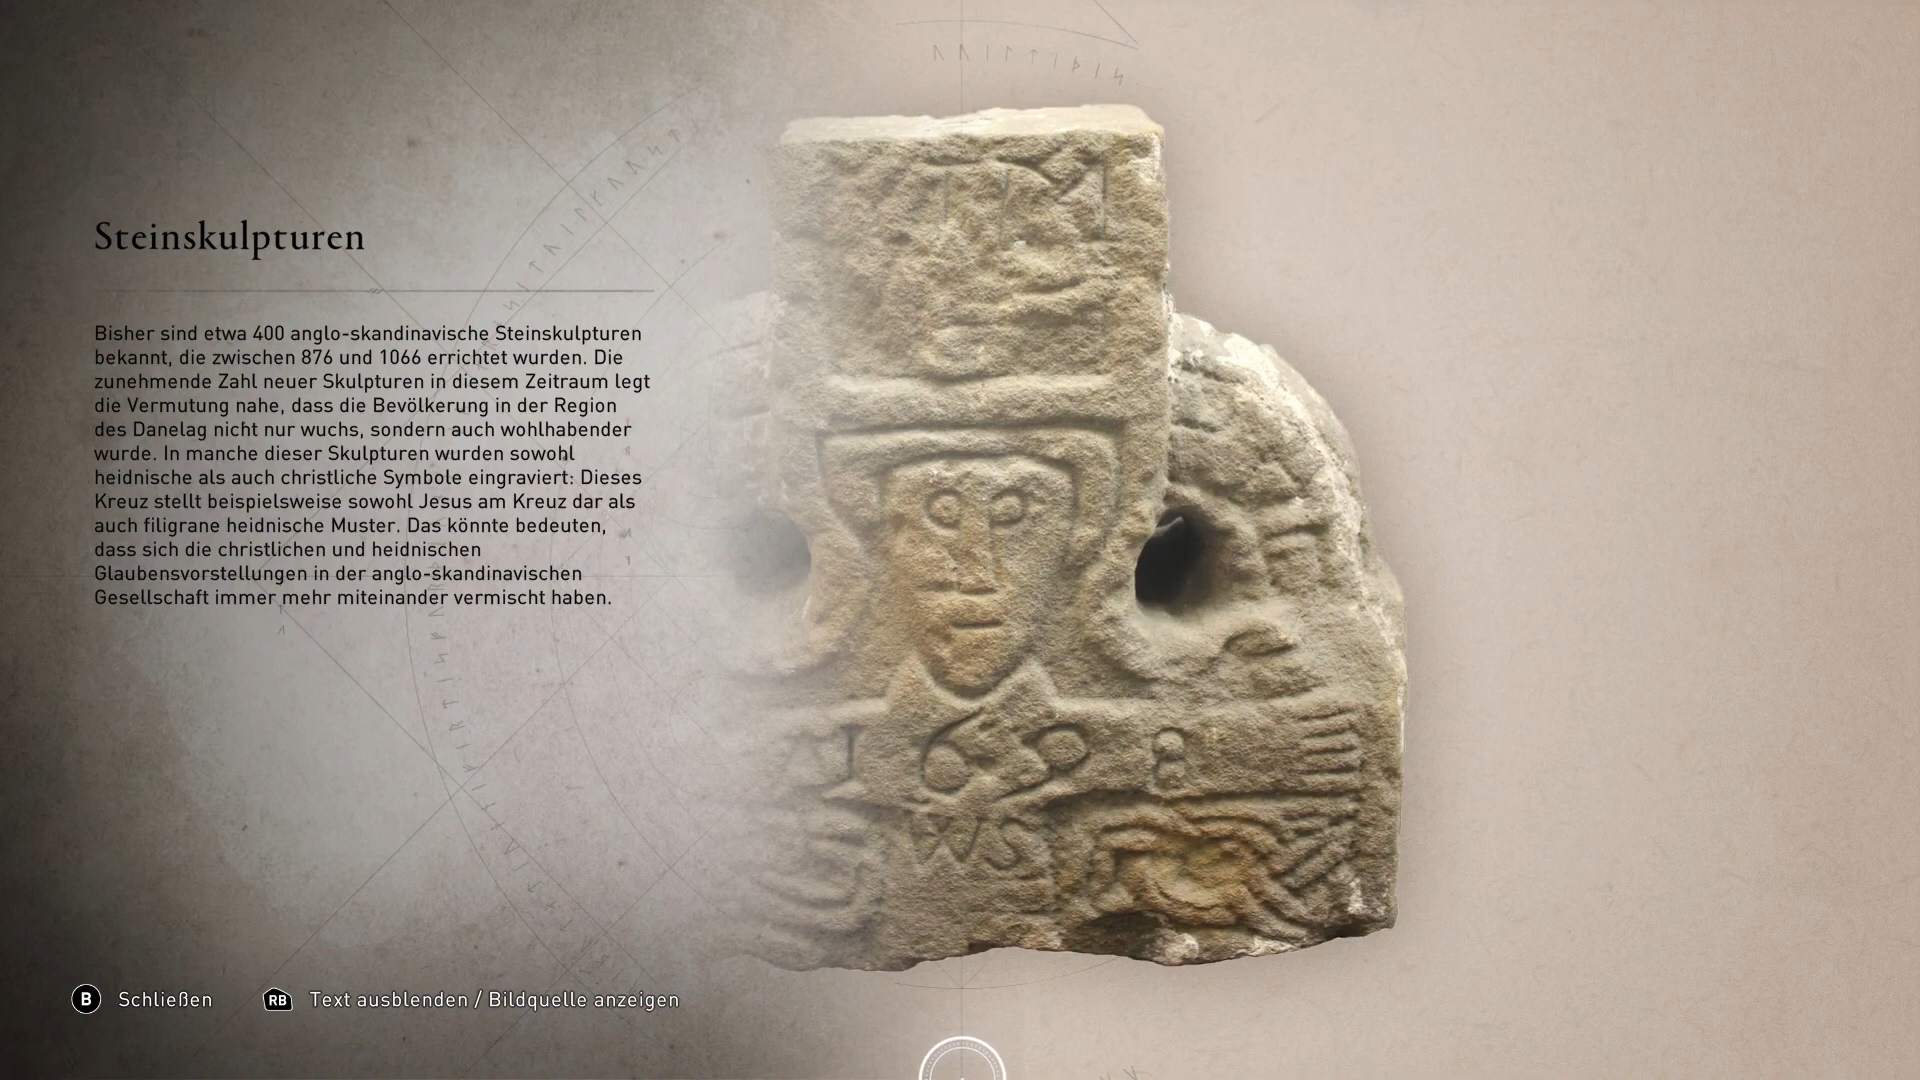 Steinskulpturen
Bisher sind etwa 400 anglo-skandinavische Steinskulpturen
bekannt, die zwischen 876 und 1066 errichtet wurden. Die
zunehmende Zahl neuer Skulpturen in diesem Zeitraum legt
die Vermutung nahe, dass die Bevölkerung in der Region
des Danelag nicht nur wuchs, sondern auch wohlhabender
wurde. In manche dieser Skulpturen wurden sowohl
heidnische als auch christliche Symbole eingraviert: Dieses
Kreuz stellt beispielsweise sowohl Jesus am Kreuz dar als
auch filigrane heidnische Muster. Das könnte bedeuten,
dass sich die christlichen und heidnischen
Glaubensvorstellungen in der anglo-skandinavischen
Gesellschaft immer mehr miteinander vermischt haben.
1698
WS
B Schließen RB Text ausblenden / Bildquelle anzeigen